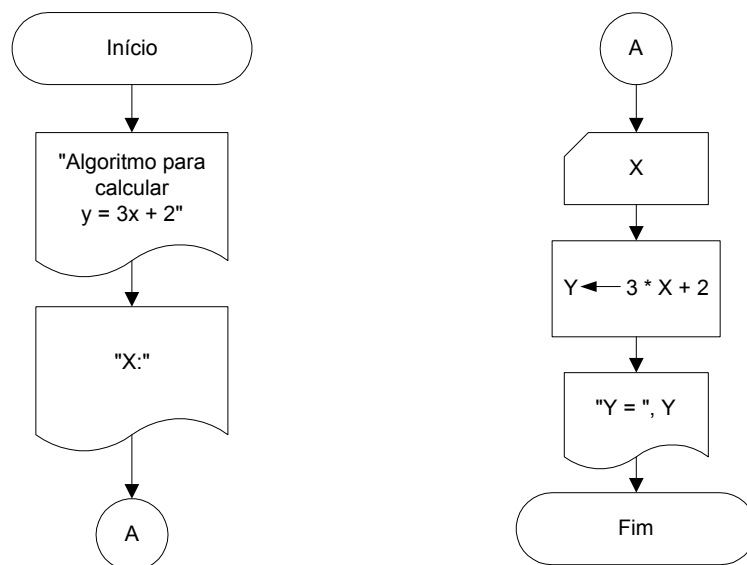 Início
"Algoritmo para
calcular
y = 3x + 2"
"X:"
A
A
X
Y 3 * X + 2
"Y = ", Y
Fim